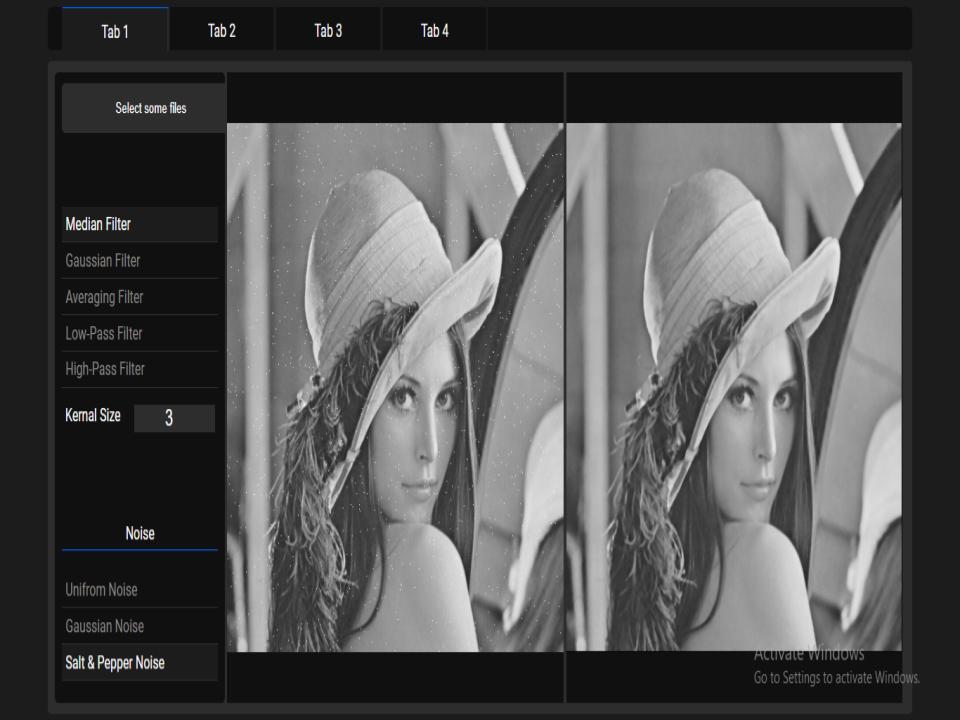 Tab 1
Tab 2
Tab 3
Tab 4
Select some files
Median Filter
Gaussian Filter
Averaging Filter
Low-Pass Filter
High-Pass Filter
Kernal Size
3
Noise
Unifrom Noise
Gaussian Noise
Salt & Pepper Noise
Activate Windows
Go to Settings to activate Windows.